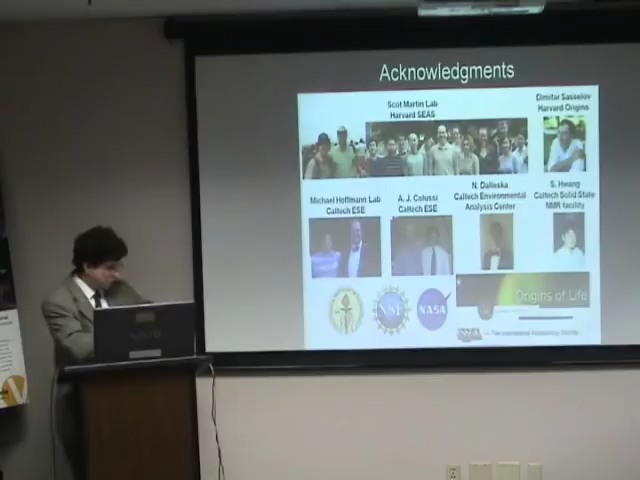 Acknowledgments
Scot Martin Lab
Harvard SEAS
Dimitar Sasselov
Harvard Origins
Michael Hoffmann Lab
Caltech ESE
A. J. Colussi
Caltech ESE
N. Dalleska
Caltech Environmental
Analysis Center
S. Hwang
Caltech Solid State
NMR facility
NSF
NASA
Origins of Life